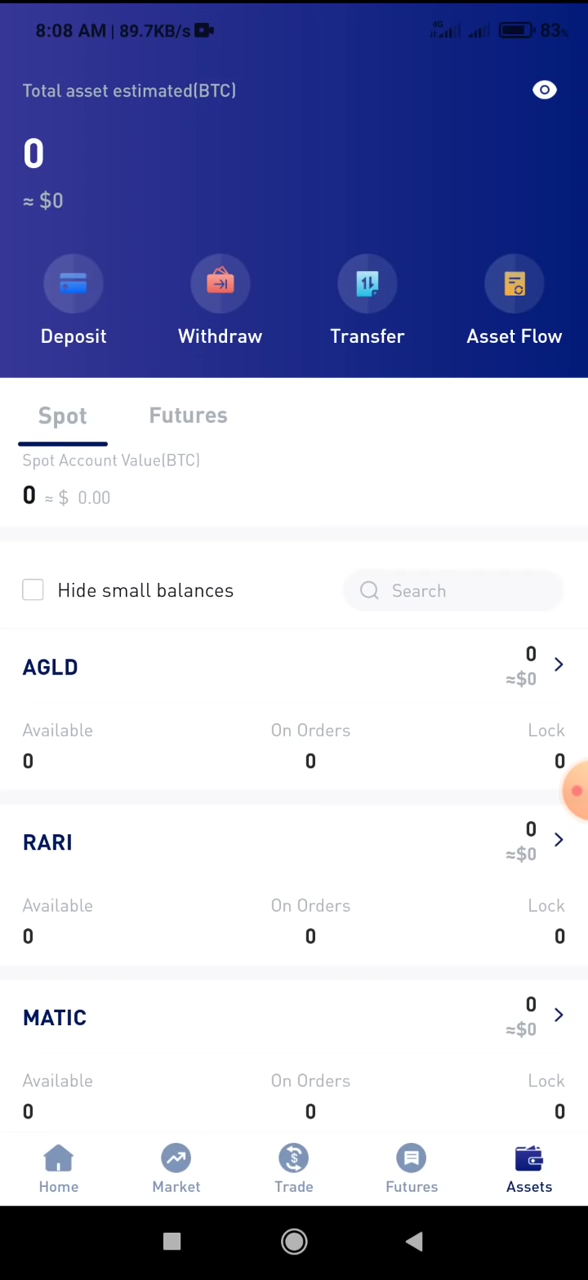 8:08 AM | 89.7KB/s 4G 83%
Total asset estimated(BTC)
0
≈ $0
Deposit Withdraw Transfer Asset Flow
Spot Futures
Spot Account Value(BTC)
0 ≈ $ 0.00
Hide small balances Search
AGLD 0
≈$0
Available On Orders Lock
0 0 0
RARI 0
≈$0
Available On Orders Lock
0 0 0
MATIC 0
≈$0
Available On Orders Lock
0 0 0
Home Market Trade Futures Assets